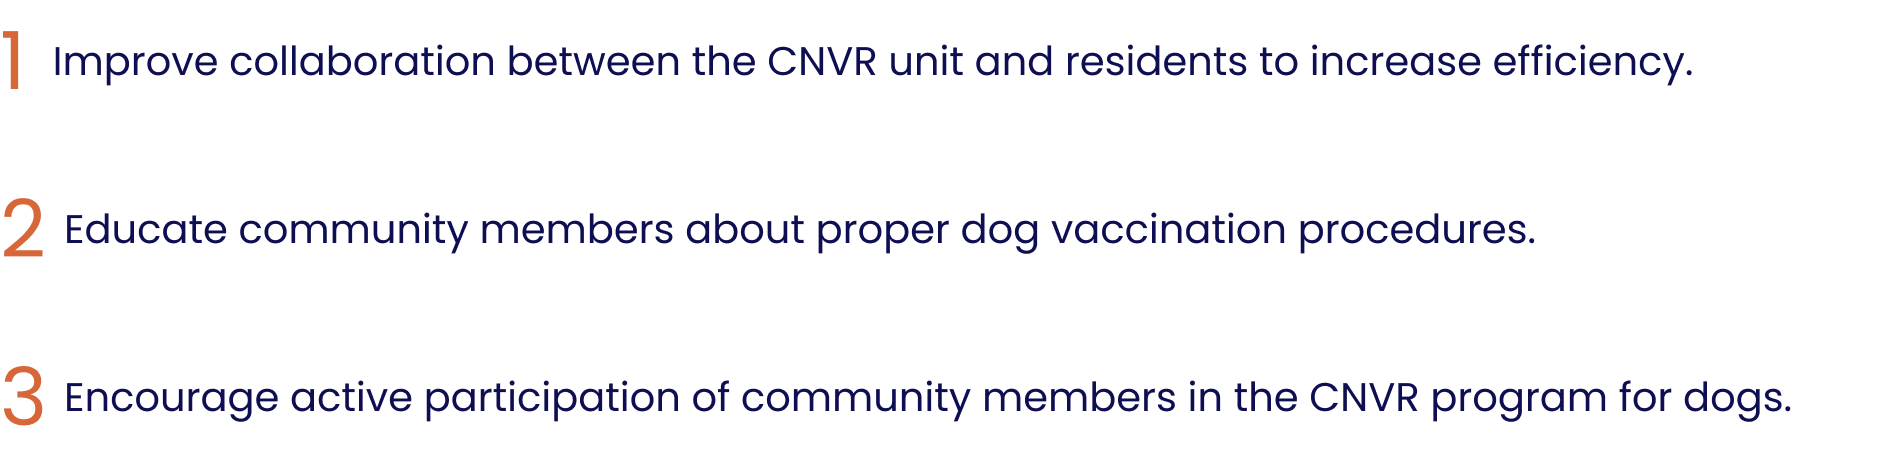 1 Improve collaboration between the CNVR unit and residents to increase efficiency.
2 Educate community members about proper dog vaccination procedures.
3 Encourage active participation of community members in the CNVR program for dogs.